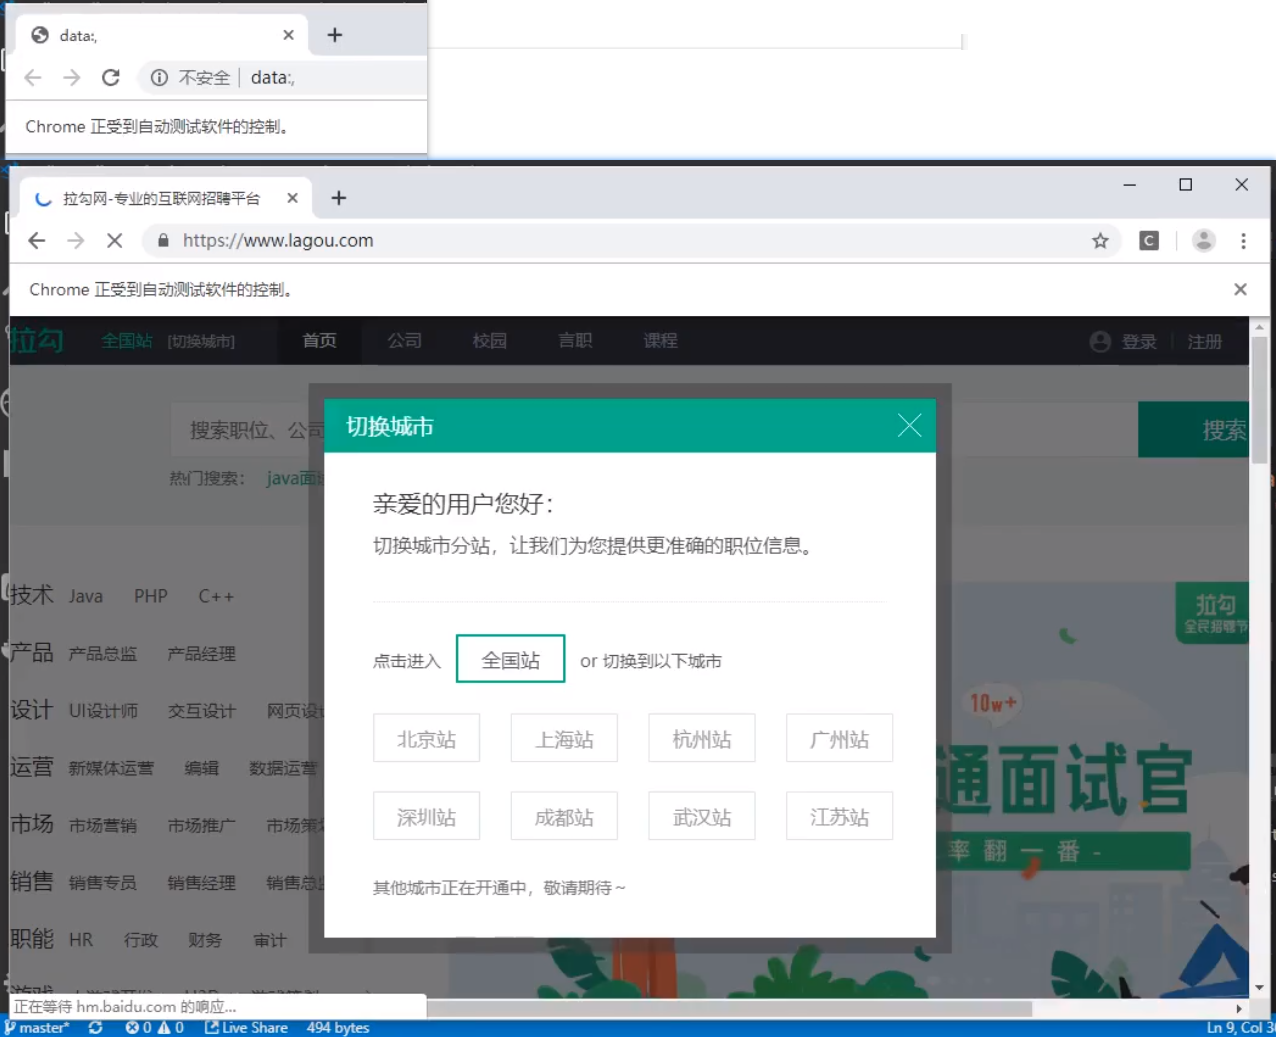 data:,
不安全 data:,
Chrome 正受到自动测试软件的控制。
拉勾网-专业的互联网招聘平台
https://www.lagou.com
Chrome 正受到自动测试软件的控制。
拉勾 全国站 [切换城市] 首页 公司 校园 言职 课程 登录 注册
搜索职位、公司 搜索
热门搜索： java面
切换城市
亲爱的用户您好：
切换城市分站，让我们为您提供更准确的职位信息。
点击进入 全国站 or 切换到以下城市
北京站 上海站 杭州站 广州站
深圳站 成都站 武汉站 江苏站
其他城市正在开通中，敬请期待～
技术 Java PHP C++
产品 产品总监 产品经理
设计 UI设计师 交互设计 网页设
运营 新媒体运营 编辑 数据运营
市场 市场营销 市场推广 市场策
销售 销售专员 销售经理 销售总
职能 HR 行政 财务 审计
拉勾
全民招聘节
10w+
通面试官
率翻一番-
正在等待 hm.baidu.com 的响应...
master* 0 0 Live Share 494 bytes Ln 9, Col